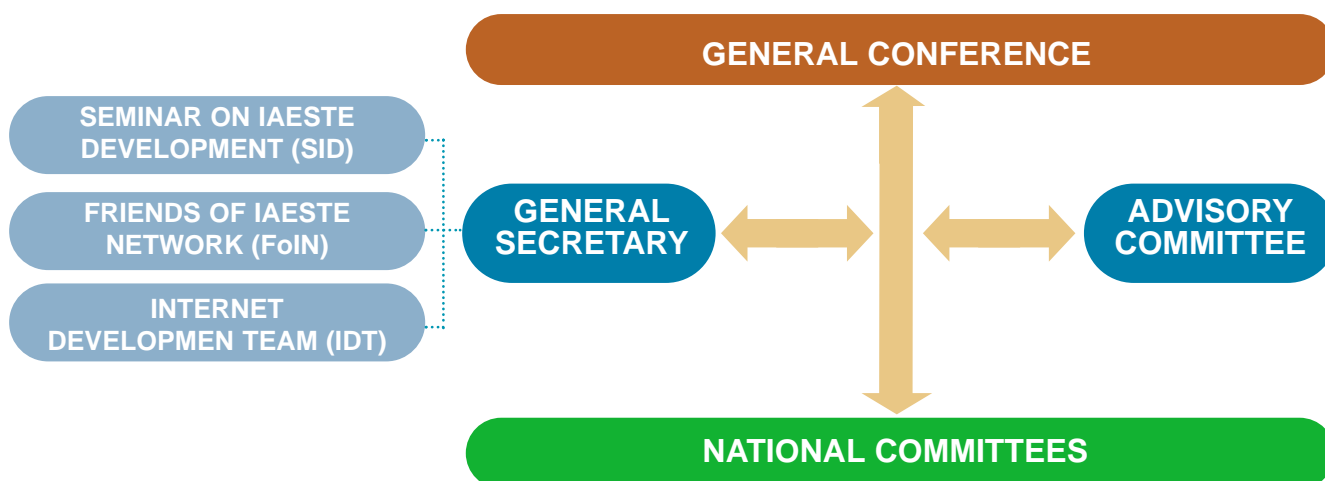 GENERAL CONFERENCE
SEMINAR ON IAESTE
DEVELOPMENT (SID)
FRIENDS OF IAESTE
NETWORK (FoIN)
INTERNET
DEVELOPMEN TEAM (IDT)
GENERAL
SECRETARY
ADVISORY
COMMITTEE
NATIONAL COMMITTEES